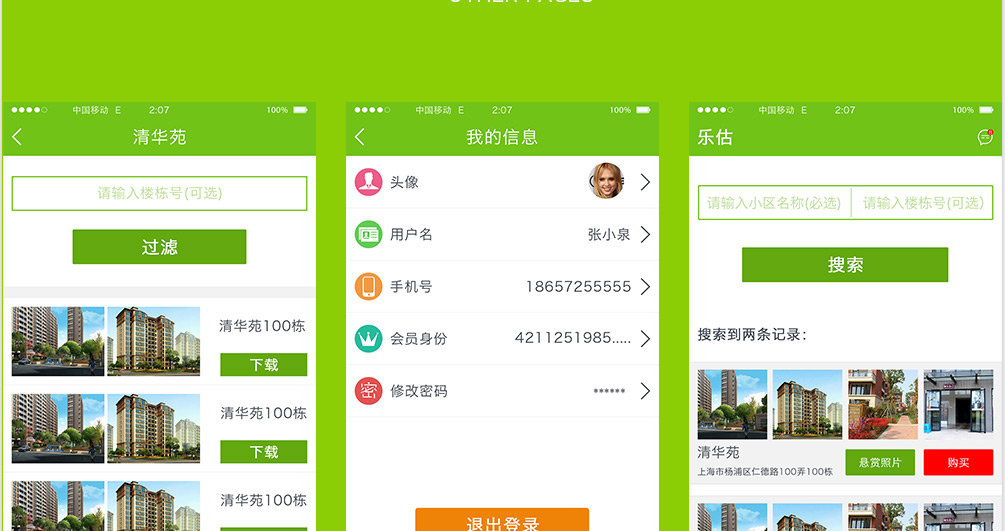 OTHER PAGES
中国移动 E 2:07 100%
清华苑
请输入楼栋号(可选)
过滤
清华苑100栋
下载
清华苑100栋
下载
清华苑100栋
中国移动 E 2:07 100%
我的信息
头像
用户名 张小泉
手机号 18657255555
会员身份 4211251985.....
密 修改密码 ******
退出登录
中国移动 E 2:07 100%
乐估
请输入小区名称(必选) 请输入楼栋号(可选)
搜索
搜索到两条记录：
清华苑
上海市杨浦区仁德路100弄100栋
悬赏照片 购买